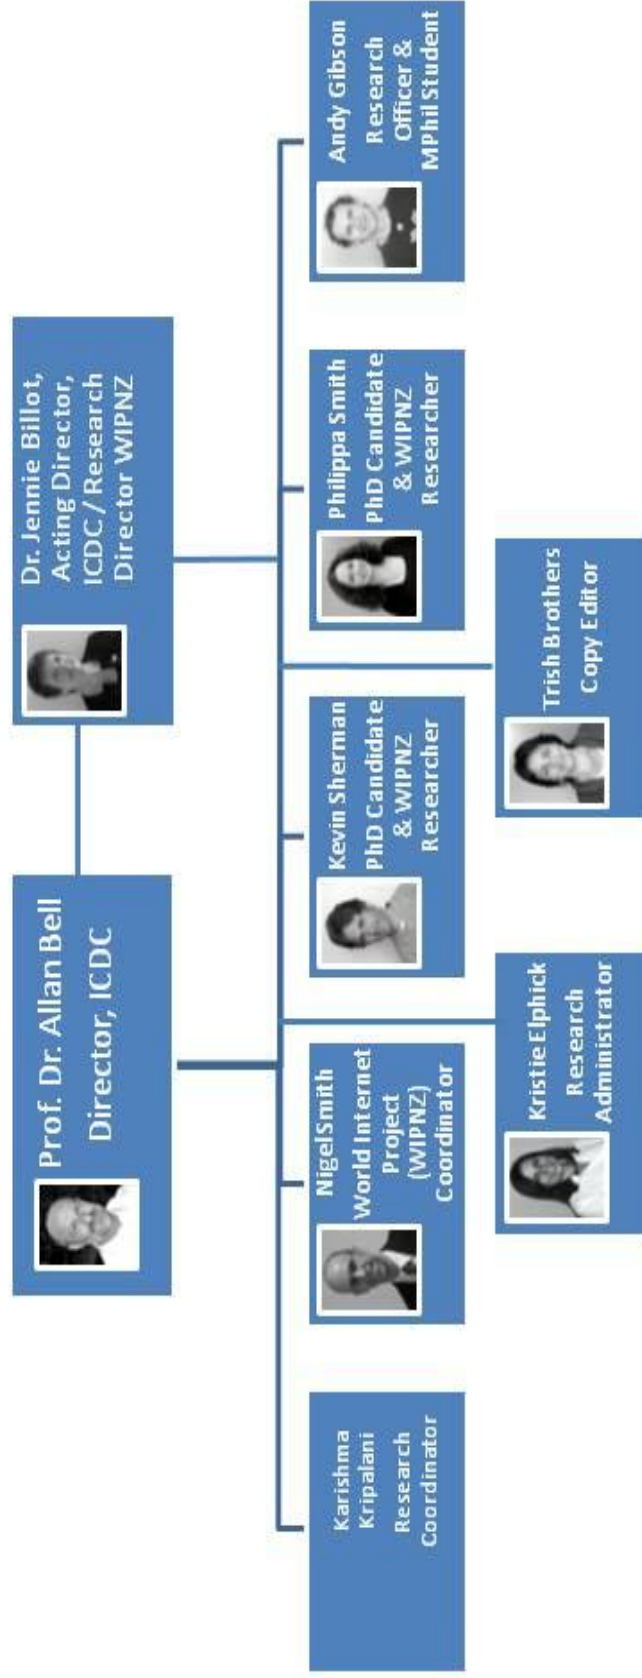 Prof. Dr. Allan Bell
Director, ICDC
Dr. Jennie Billot,
Acting Director,
ICDC / Research
Director WIPNZ
Karishma
Kripalani
Research
Coordinator
Nigel Smith
World Internet
Project
(WIPNZ)
Coordinator
Kevin Sherman
PhD Candidate
& WIPNZ
Researcher
Philippa Smith
PhD Candidate
& WIPNZ
Researcher
Andy Gibson
Research
Officer &
MPhil Student
Kristie Elphick
Research
Administrator
Trish Brothers
Copy Editor